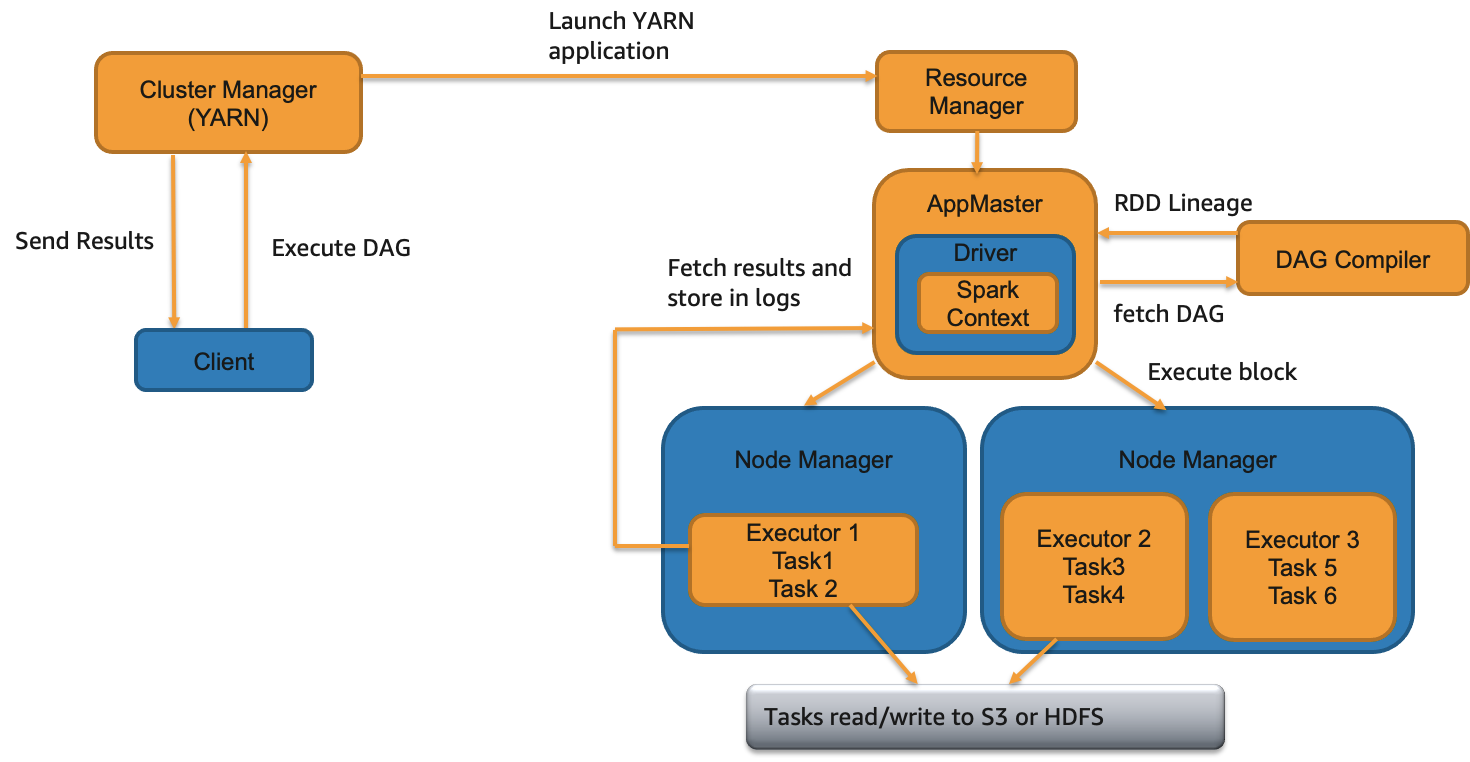 Launch YARN
application
Cluster Manager
(YARN)
Resource
Manager
Send Results
Execute DAG
Client
AppMaster
Driver
Spark
Context
RDD Lineage
DAG Compiler
fetch DAG
Fetch results and
store in logs
Execute block
Node Manager
Executor 1
Task1
Task 2
Node Manager
Executor 2
Task3
Task4
Executor 3
Task 5
Task 6
Tasks read/write to S3 or HDFS